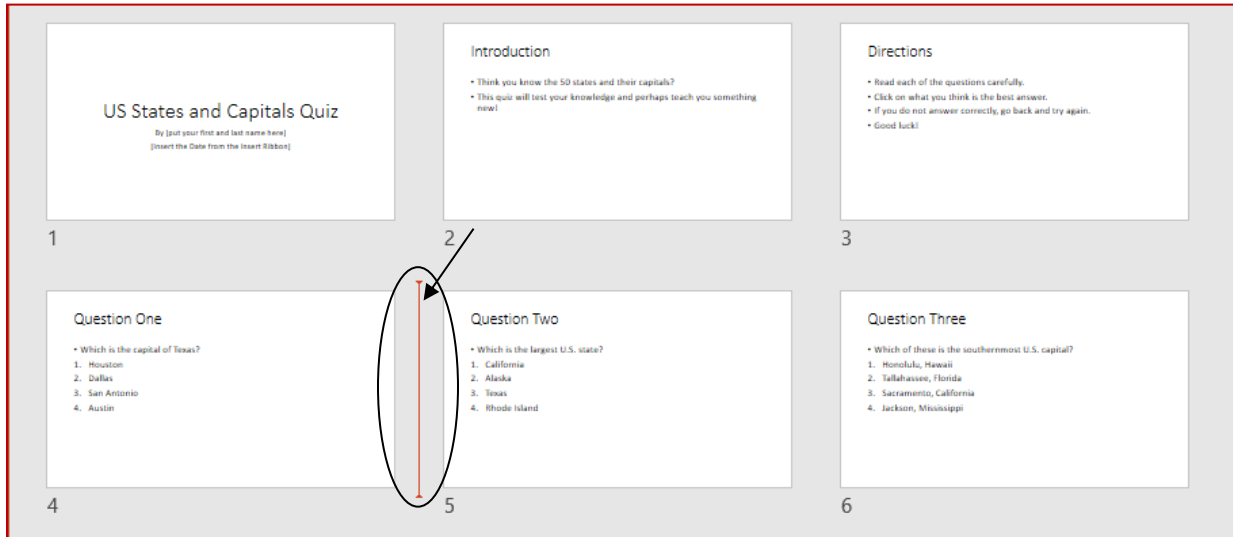 US States and Capitals Quiz
By [put your first and last name here]
[Insert the Date from the Insert Ribbon]
1
Introduction
• Think you know the 50 states and their capitals?
• This quiz will test your knowledge and perhaps teach you something
new!
2
Directions
• Read each of the questions carefully.
• Click on what you think is the best answer.
• If you do not answer correctly, go back and try again.
• Good luck!
3
Question One
• Which is the capital of Texas?
1. Houston
2. Dallas
3. San Antonio
4. Austin
4
Question Two
• Which is the largest U.S. state?
1. California
2. Alaska
3. Texas
4. Rhode Island
5
Question Three
• Which of these is the southernmost U.S. capital?
1. Honolulu, Hawaii
2. Tallahassee, Florida
3. Sacramento, California
4. Jackson, Mississippi
6